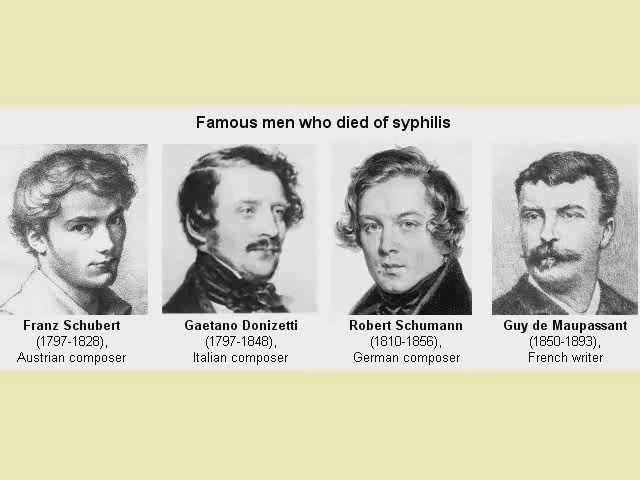 Famous men who died of syphilis
Franz Schubert
(1797-1828),
Austrian composer
Gaetano Donizetti
(1797-1848),
Italian composer
Robert Schumann
(1810-1856),
German composer
Guy de Maupassant
(1850-1893),
French writer